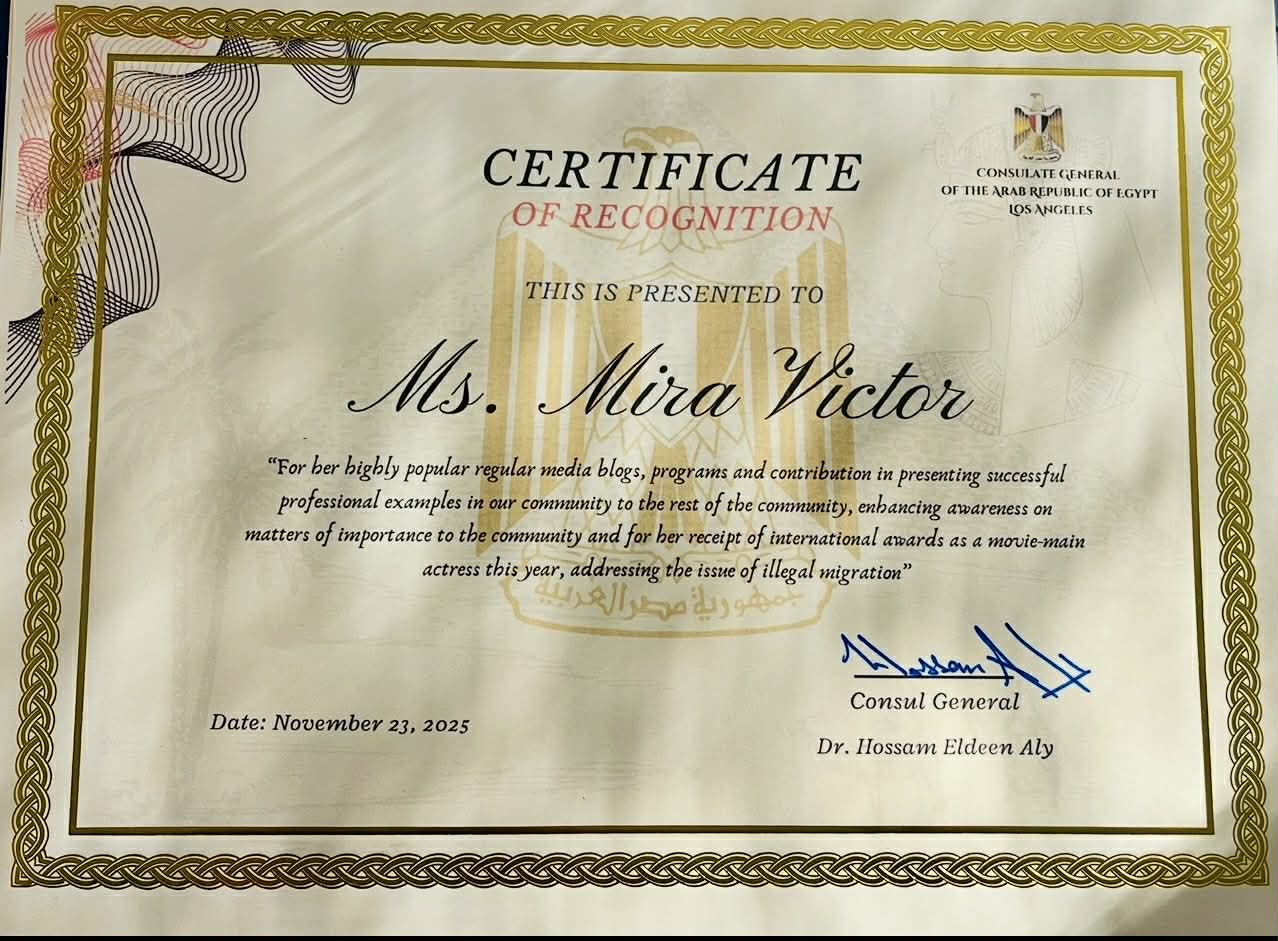 CONSULATE GENERAL
OF THE ARAB REPUBLIC OF EGYPT
LOS ANGELES
CERTIFICATE
OF RECOGNITION
THIS IS PRESENTED TO
Ms. Mira Victor
“For her highly popular regular media blogs, programs and contribution in presenting successful
professional examples in our community to the rest of the community, enhancing awareness on
matters of importance to the community and for her receipt of international awards as a movie-main
actress this year, addressing the issue of illegal migration”
جمهورية مصر العربية
Hossam Aly
Consul General
Date: November 23, 2025
Dr. Hossam Eldeen Aly